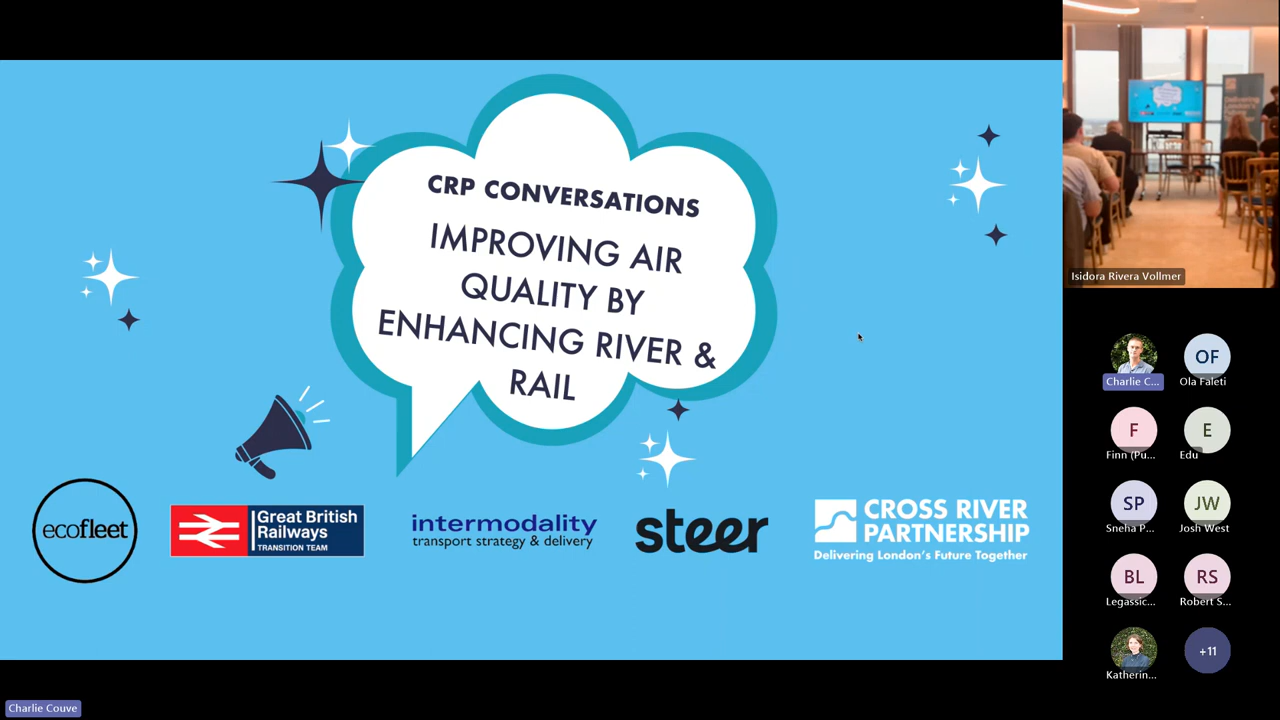 CRP CONVERSATIONS
IMPROVING AIR
QUALITY BY
ENHANCING RIVER &
RAIL
ecofleet
Great British
Railways
TRANSITION TEAM
intermodality
transport strategy & delivery
steer
CROSS RIVER
PARTNERSHIP
Delivering London's Future Together
Charlie Couve
Isidora Rivera Vollmer
Charlie C...
OF
Ola Faleti
F
Finn (Pu...
E
Edu
SP
Sneha P...
JW
Josh West
BL
Legassic...
RS
Robert S...
Katherin...
+11